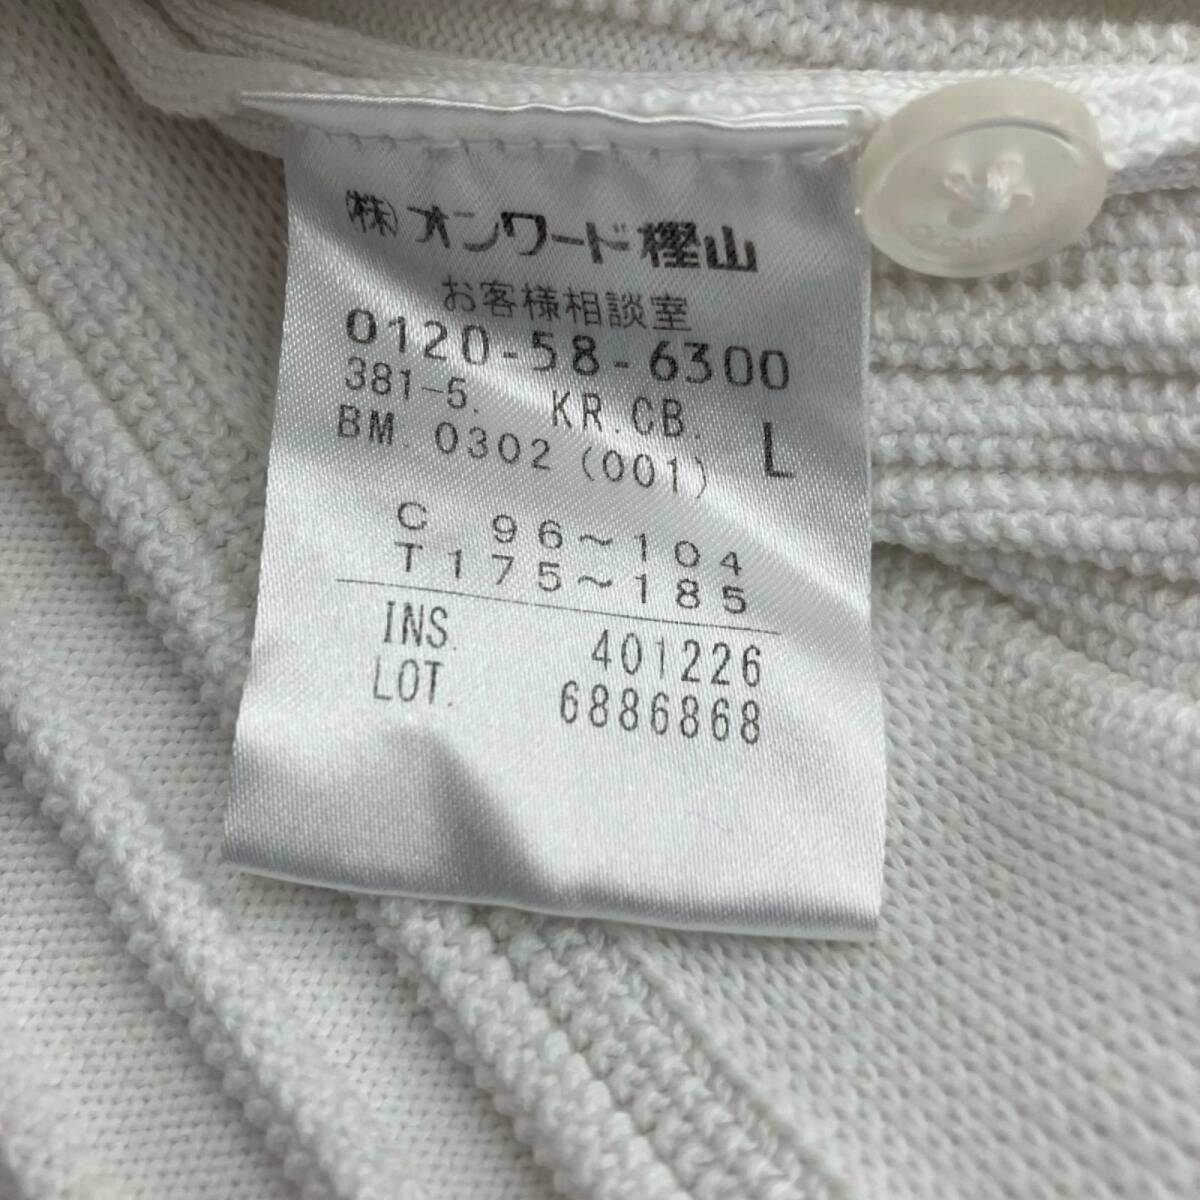 ㈱オンワード樫山
お客様相談室
0120-58-6300
381-5. KR.CB. L
BM. 0302 (001)
C 96～104
T175～185
INS. 401226
LOT. 6886868